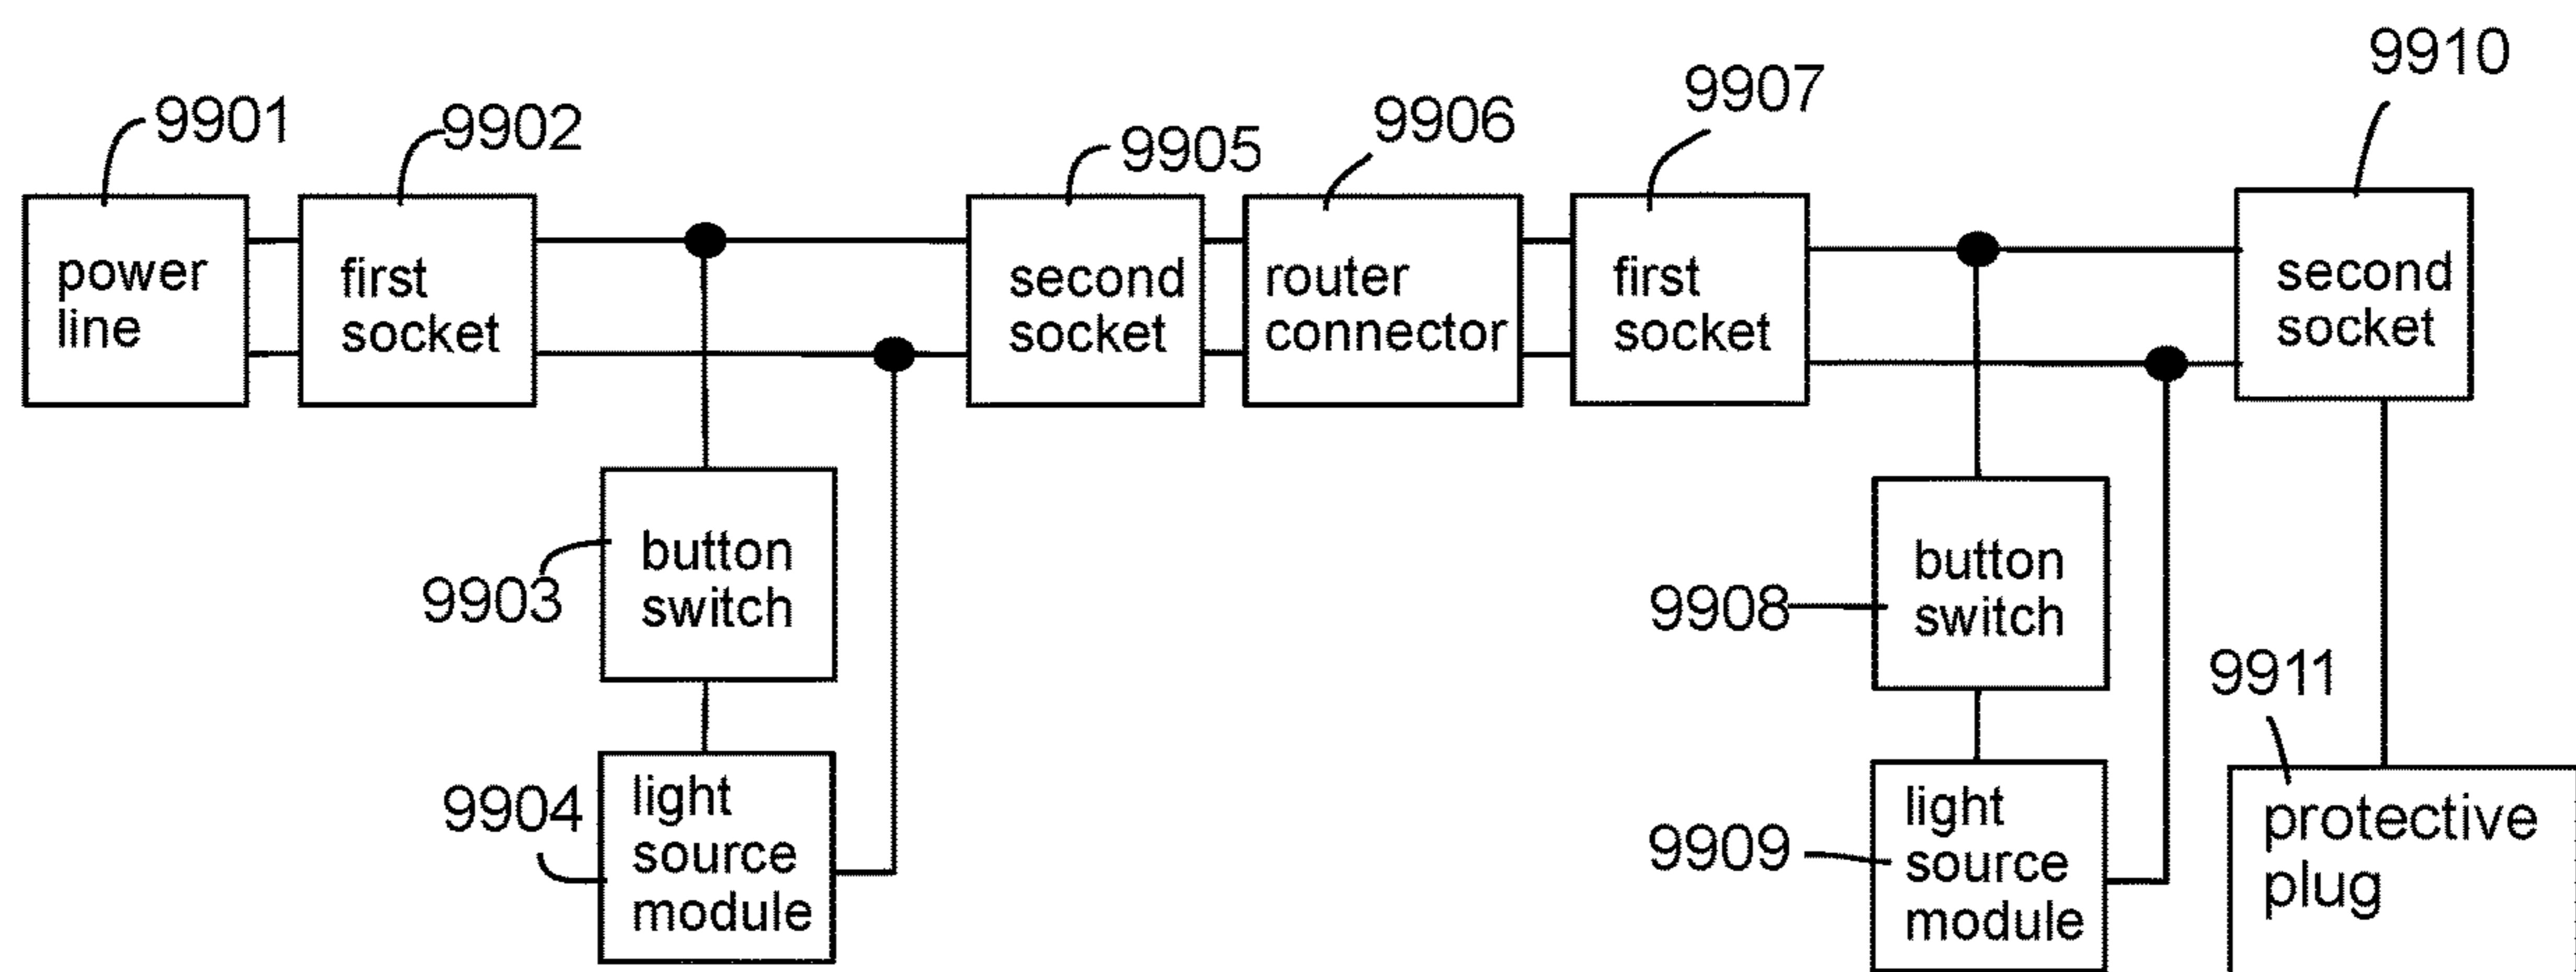 9910
9907
9901
9902
9906
9905
power
line
first
socket
second
socket
router
connector
first
socket
second
socket
button
switch
9903
button
switch
9908
9911
light
source
module
9904
light
source
module
9909
protective
plug